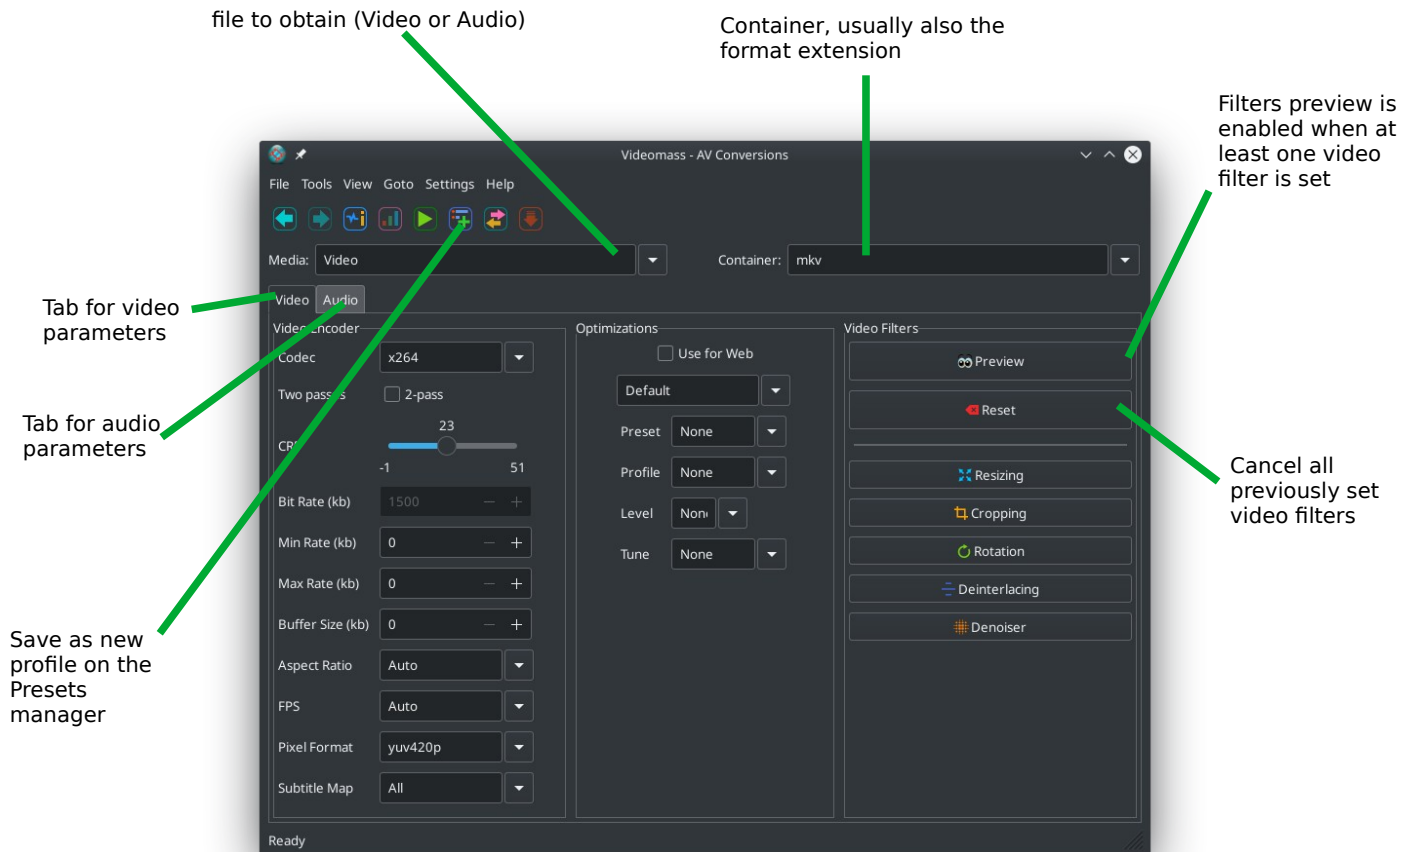 file to obtain (Video or Audio)
Container, usually also the
format extension
Filters preview is
enabled when at
least one video
filter is set
Videomass - AV Conversions
File Tools View Goto Settings Help
Media: Video
Container: mkv
Tab for video
parameters
Video Audio
Video Encoder
Optimizations
Video Filters
Codec x264
Use for Web
Preview
Two passes 2-pass
Default
Reset
Tab for audio
parameters
23
Preset None
-1 51
Profile None
Resizing
Cancel all
previously set
video filters
Bit Rate (kb) 1500
Level
Cropping
Min Rate (kb) 0
Tune None
Rotation
Max Rate (kb) 0
Deinterlacing
Buffer Size (kb) 0
Denoiser
Save as new
profile on the
Presets
manager
Aspect Ratio Auto
FPS Auto
Pixel Format yuv420p
Subtitle Map All
Ready